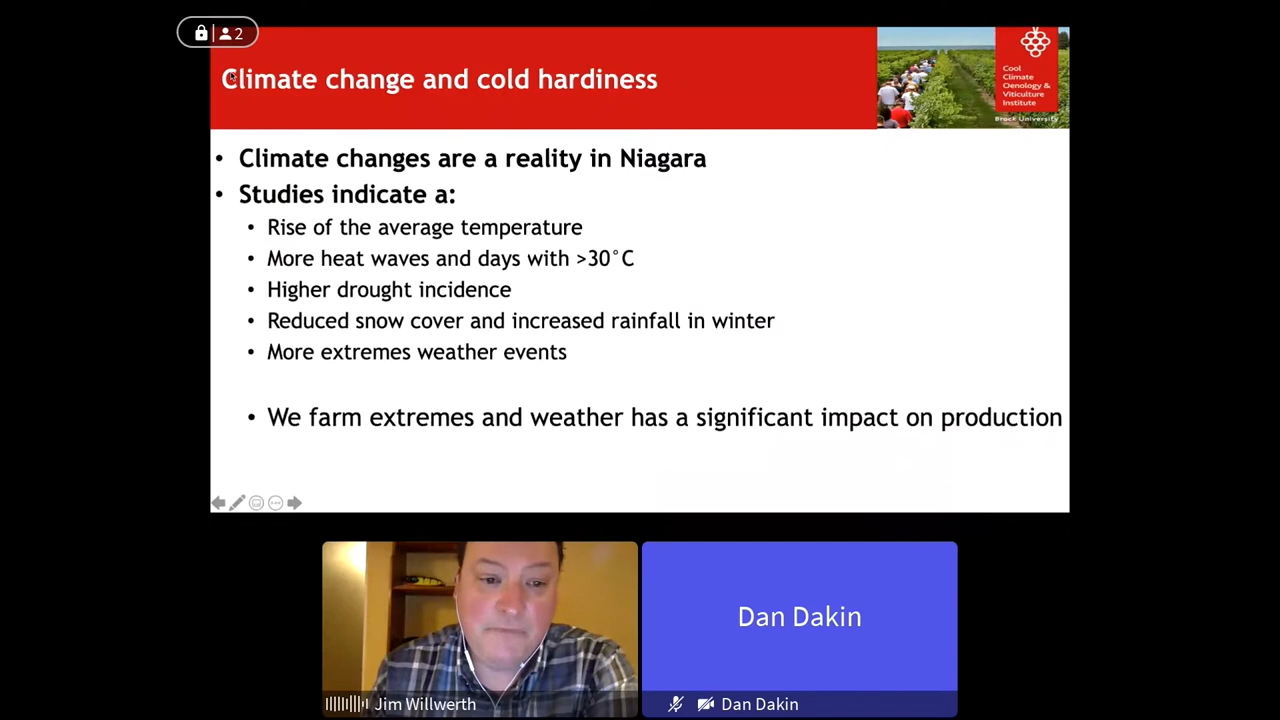 2
Climate change and cold hardiness
Cool
Climate
Oenology &
Viticulture
Institute
Brock University
• Climate changes are a reality in Niagara
• Studies indicate a:
• Rise of the average temperature
• More heat waves and days with >30°C
• Higher drought incidence
• Reduced snow cover and increased rainfall in winter
• More extremes weather events
• We farm extremes and weather has a significant impact on production
Dan Dakin
Jim Willwerth
Dan Dakin